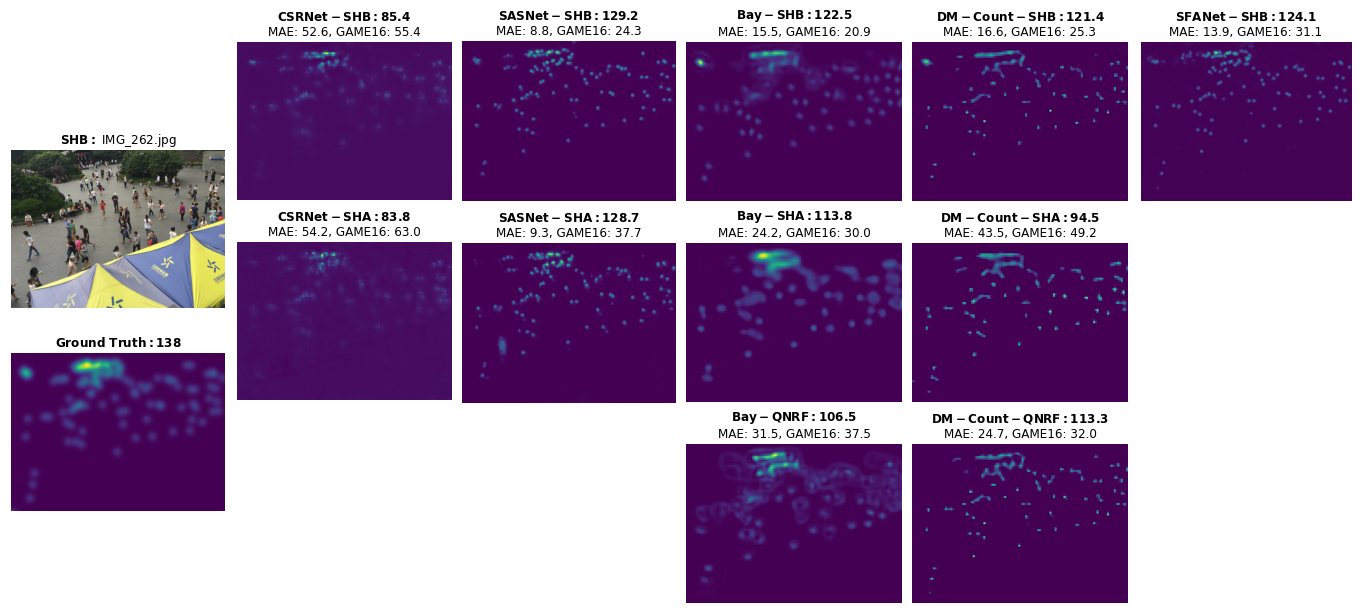 CSRNet − SHB : 85.4
MAE: 52.6, GAME16: 55.4
SASNet − SHB : 129.2
MAE: 8.8, GAME16: 24.3
Bay − SHB : 122.5
MAE: 15.5, GAME16: 20.9
DM − Count − SHB : 121.4
MAE: 16.6, GAME16: 25.3
SFANet − SHB : 124.1
MAE: 13.9, GAME16: 31.1
SHB : IMG_262.jpg
CSRNet − SHA : 83.8
MAE: 54.2, GAME16: 63.0
SASNet − SHA : 128.7
MAE: 9.3, GAME16: 37.7
Bay − SHA : 113.8
MAE: 24.2, GAME16: 30.0
DM − Count − SHA : 94.5
MAE: 43.5, GAME16: 49.2
Ground Truth : 138
Bay − QNRF : 106.5
MAE: 31.5, GAME16: 37.5
DM − Count − QNRF : 113.3
MAE: 24.7, GAME16: 32.0